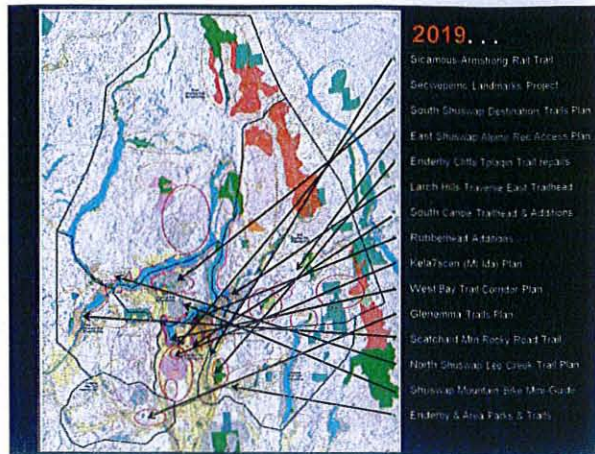 2019...
Sicamous-Armstrong Rail Trail
Secwepemc Landmarks Project
South Shuswap Destination Trails Plan
East Shuswap Alpine Rec Access Plan
Enderby Cliffs Tplaqin Trail repairs
Larch Hills Traverse East Trailhead
South Canoe Trailhead & Additions
Rubberhead Additions
Kela7scen (Mt Ida) Plan
West Bay Trail Corridor Plan
Glenemma Trails Plan
Scatchard Mtn Rocky Road Trail
North Shuswap Leg Creek Trail Plan
Shuswap Mountain Bike Mini-Guide
Enderby & Area Parks & Trails